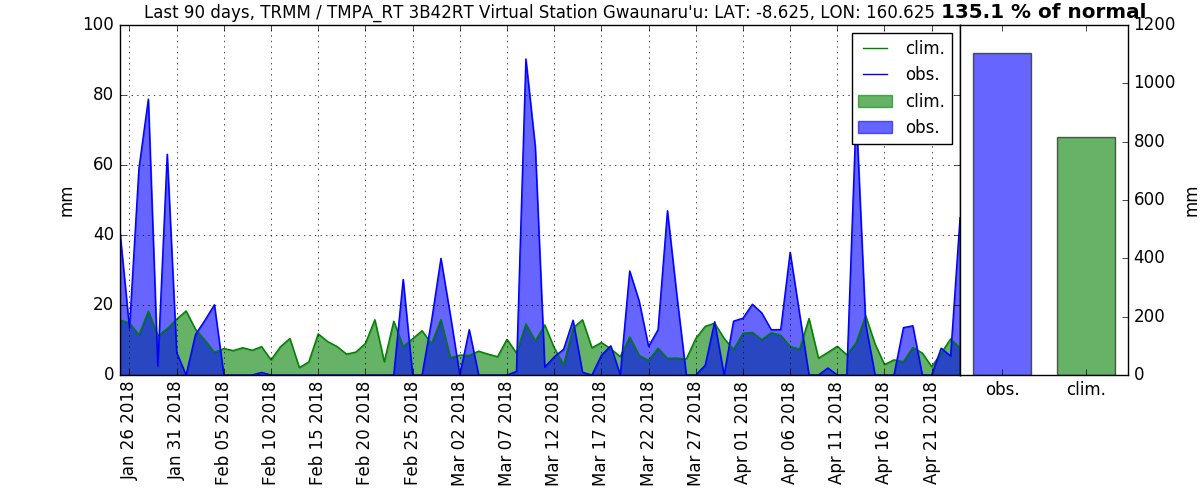 Last 90 days, TRMM / TMPA_RT 3B42RT Virtual Station Gwaunaru'u: LAT: -8.625, LON: 160.625 135.1 % of normal
100
80
60
40
20
0
mm
clim.
obs.
clim.
obs.
1200
1000
800
600
400
200
0
mm
Jan 26 2018
Jan 31 2018
Feb 05 2018
Feb 10 2018
Feb 15 2018
Feb 20 2018
Feb 25 2018
Mar 02 2018
Mar 07 2018
Mar 12 2018
Mar 17 2018
Mar 22 2018
Mar 27 2018
Apr 01 2018
Apr 06 2018
Apr 11 2018
Apr 16 2018
Apr 21 2018
obs.
clim.